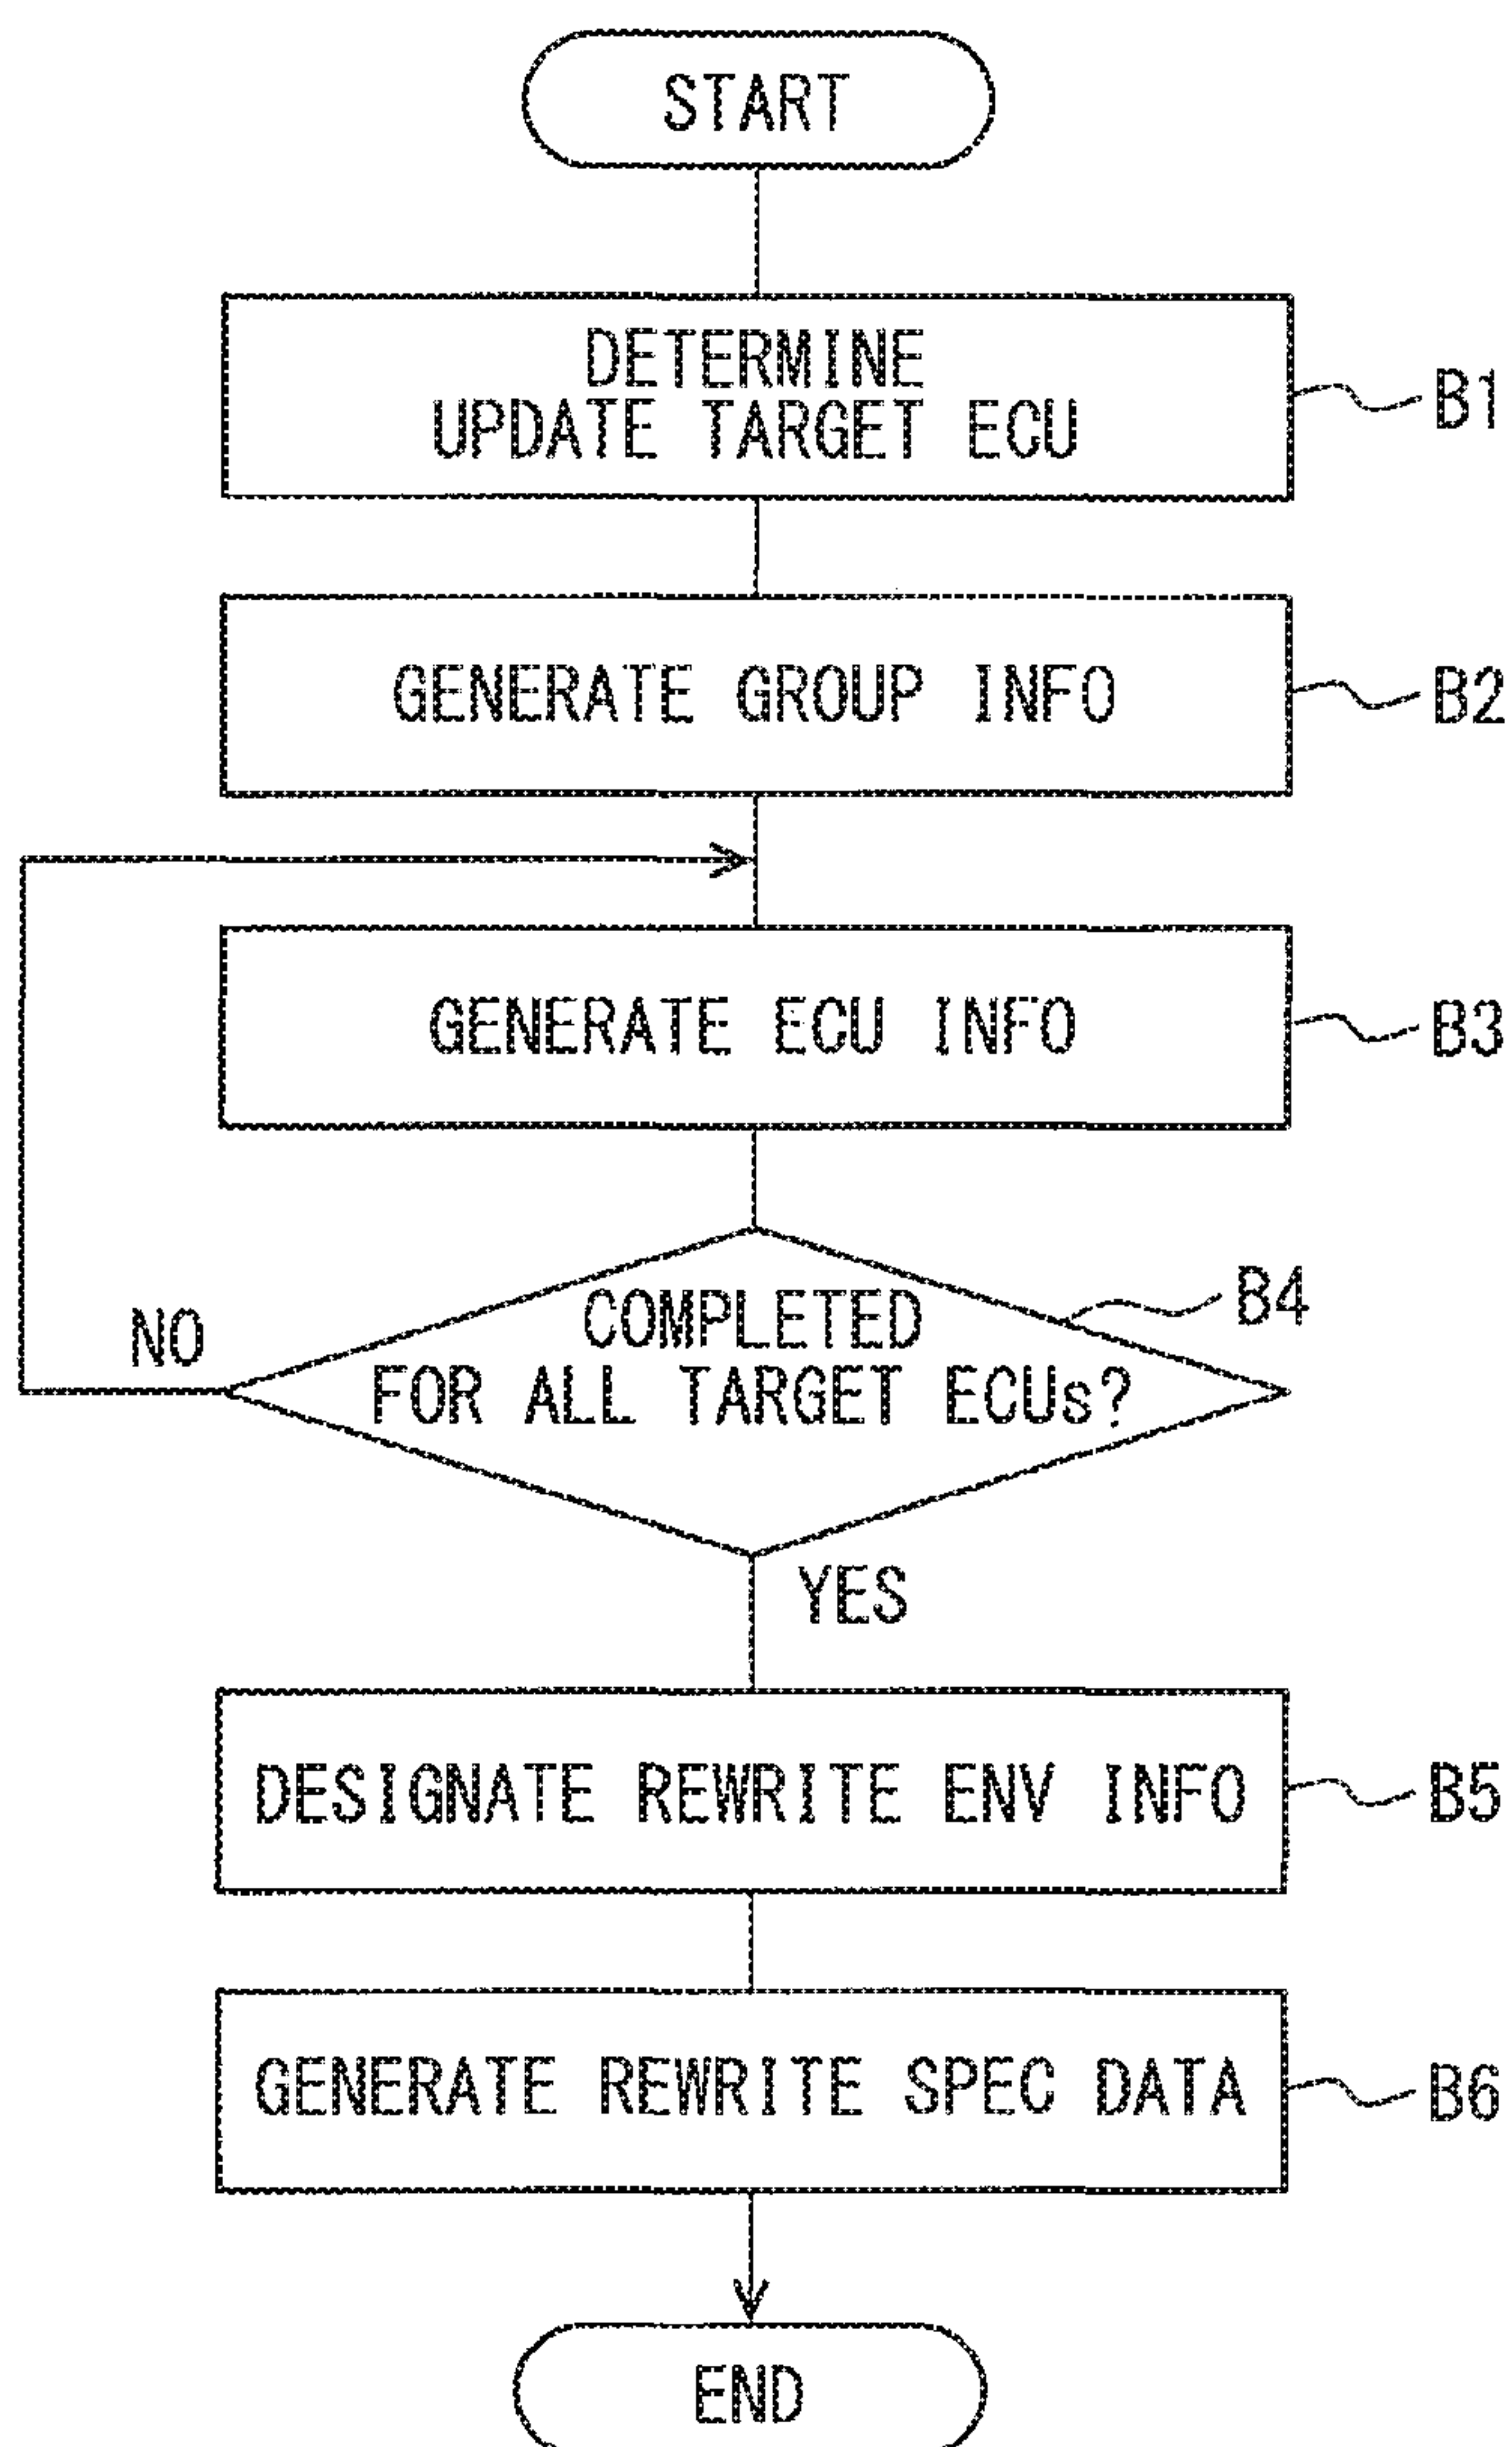 START
DETERMINE
UPDATE TARGET ECU
B1
GENERATE GROUP INFO
B2
GENERATE ECU INFO
B3
COMPLETED
FOR ALL TARGET ECUs?
B4
NO
YES
DESIGNATE REWRITE ENV INFO
B5
GENERATE REWRITE SPEC DATA
B6
END